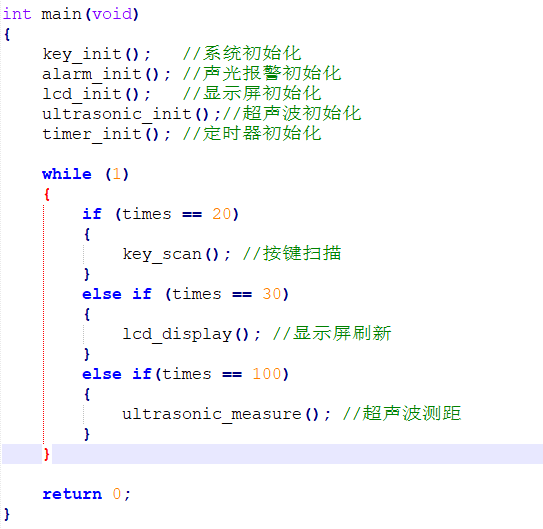 int main(void)
{
    key_init();   //系统初始化
    alarm_init(); //声光报警初始化
    lcd_init();   //显示屏初始化
    ultrasonic_init();//超声波初始化
    timer_init(); //定时器初始化

    while (1)
    {
        if (times == 20)
        {
            key_scan(); //按键扫描
        }
        else if (times == 30)
        {
            lcd_display(); //显示屏刷新
        }
        else if(times == 100)
        {
            ultrasonic_measure(); //超声波测距
        }
    }

    return 0;
}